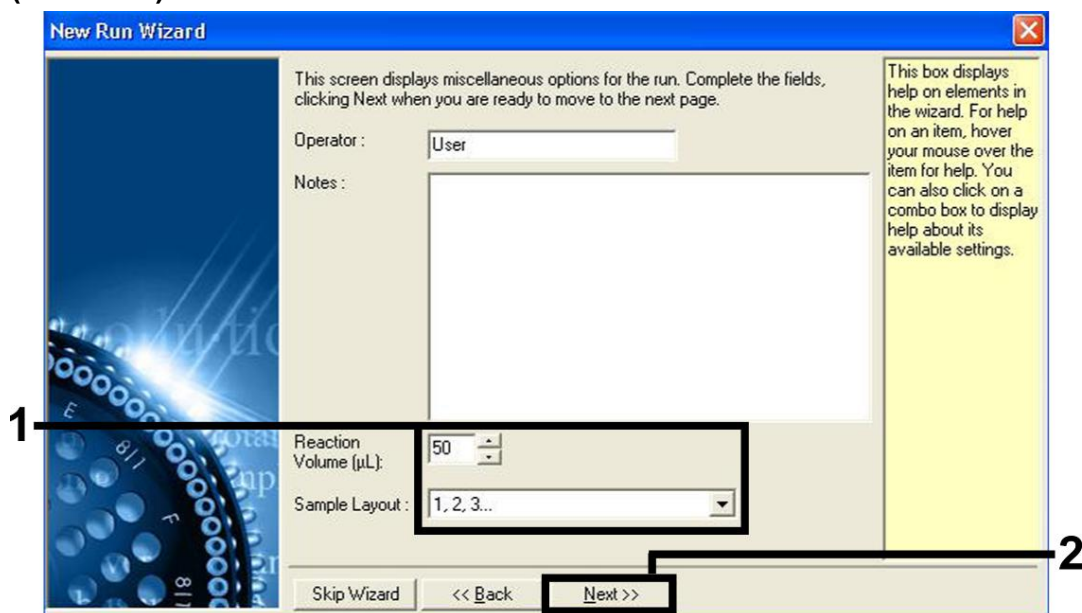 New Run Wizard
This screen displays miscellaneous options for the run. Complete the fields,
clicking Next when you are ready to move to the next page.
Operator :
User
Notes :
Reaction
Volume (µL):
50
Sample Layout :
1, 2, 3...
Skip Wizard
<< Back
Next >>
This box displays
help on elements in
the wizard. For help
on an item, hover
your mouse over the
item for help. You
can also click on a
combo box to display
help about its
available settings.
1
2
E
8/1
F
8/1